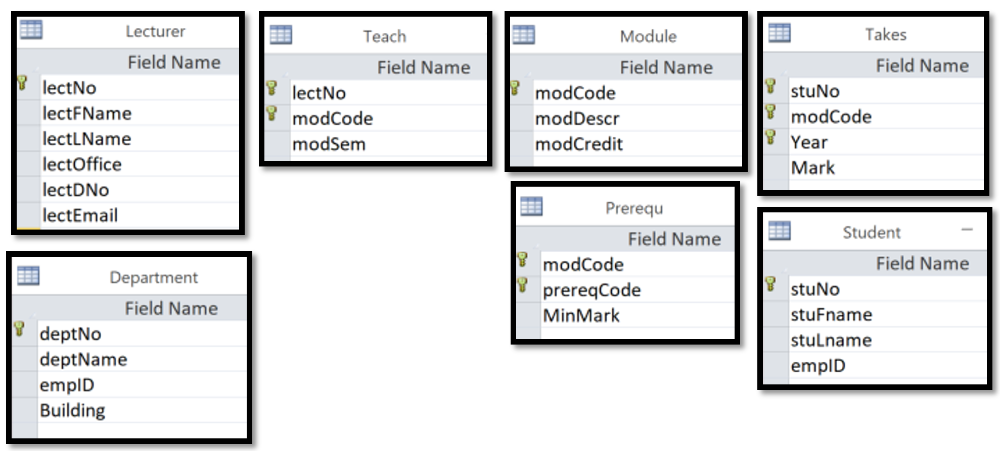 Lecturer
Field Name
lectNo
lectFName
lectLName
lectOffice
lectDNo
lectEmail
Teach
Field Name
lectNo
modCode
modSem
Module
Field Name
modCode
modDescr
modCredit
Takes
Field Name
stuNo
modCode
Year
Mark
Department
Field Name
deptNo
deptName
empID
Building
Prerequ
Field Name
modCode
prereqCode
MinMark
Student
Field Name
stuNo
stuFname
stuLname
empID